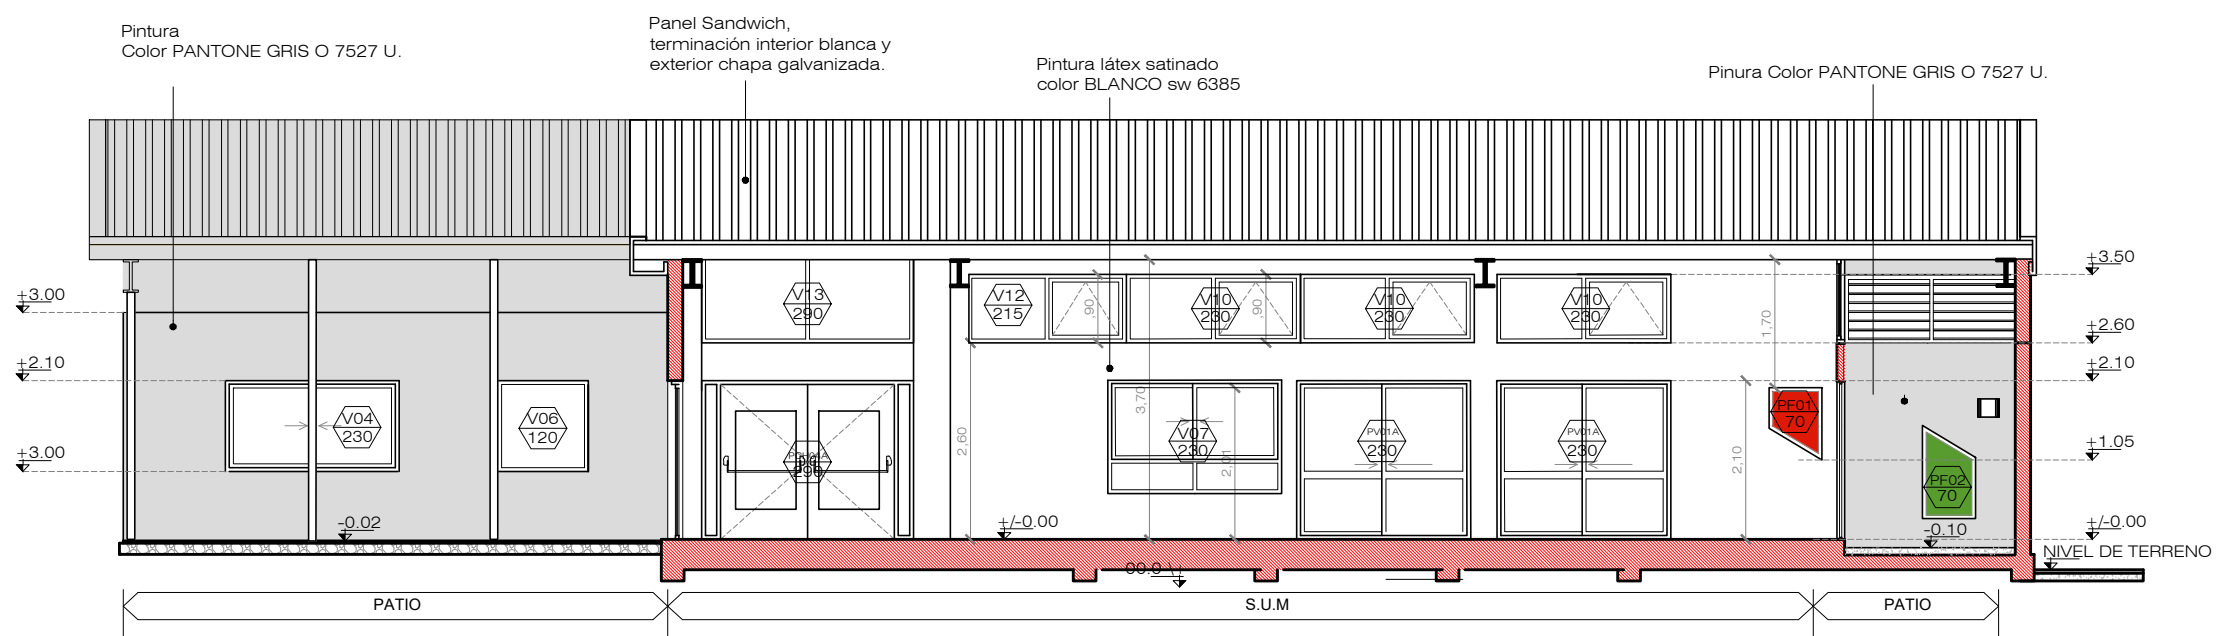 Pintura
Color PANTONE GRIS O 7527 U.
Panel Sandwich,
terminación interior blanca y
exterior chapa galvanizada.
Pintura látex satinado
color BLANCO sw 6385
Pinura Color PANTONE GRIS O 7527 U.
+3.00
+2.10
+3.00
V04
230
V06
120
-0.02
V13
290
290
V12
215
,90
V10
230
,90
V10
230
V10
230
2,60
3,70
V07
230
2,01
PV01A
230
PV01A
230
1,70
2,10
PF01
70
PF02
70
-0.10
+/-0.00
+3.50
+2.60
+2.10
+1.05
+/-0.00
NIVEL DE TERRENO
PATIO
S.U.M
PATIO